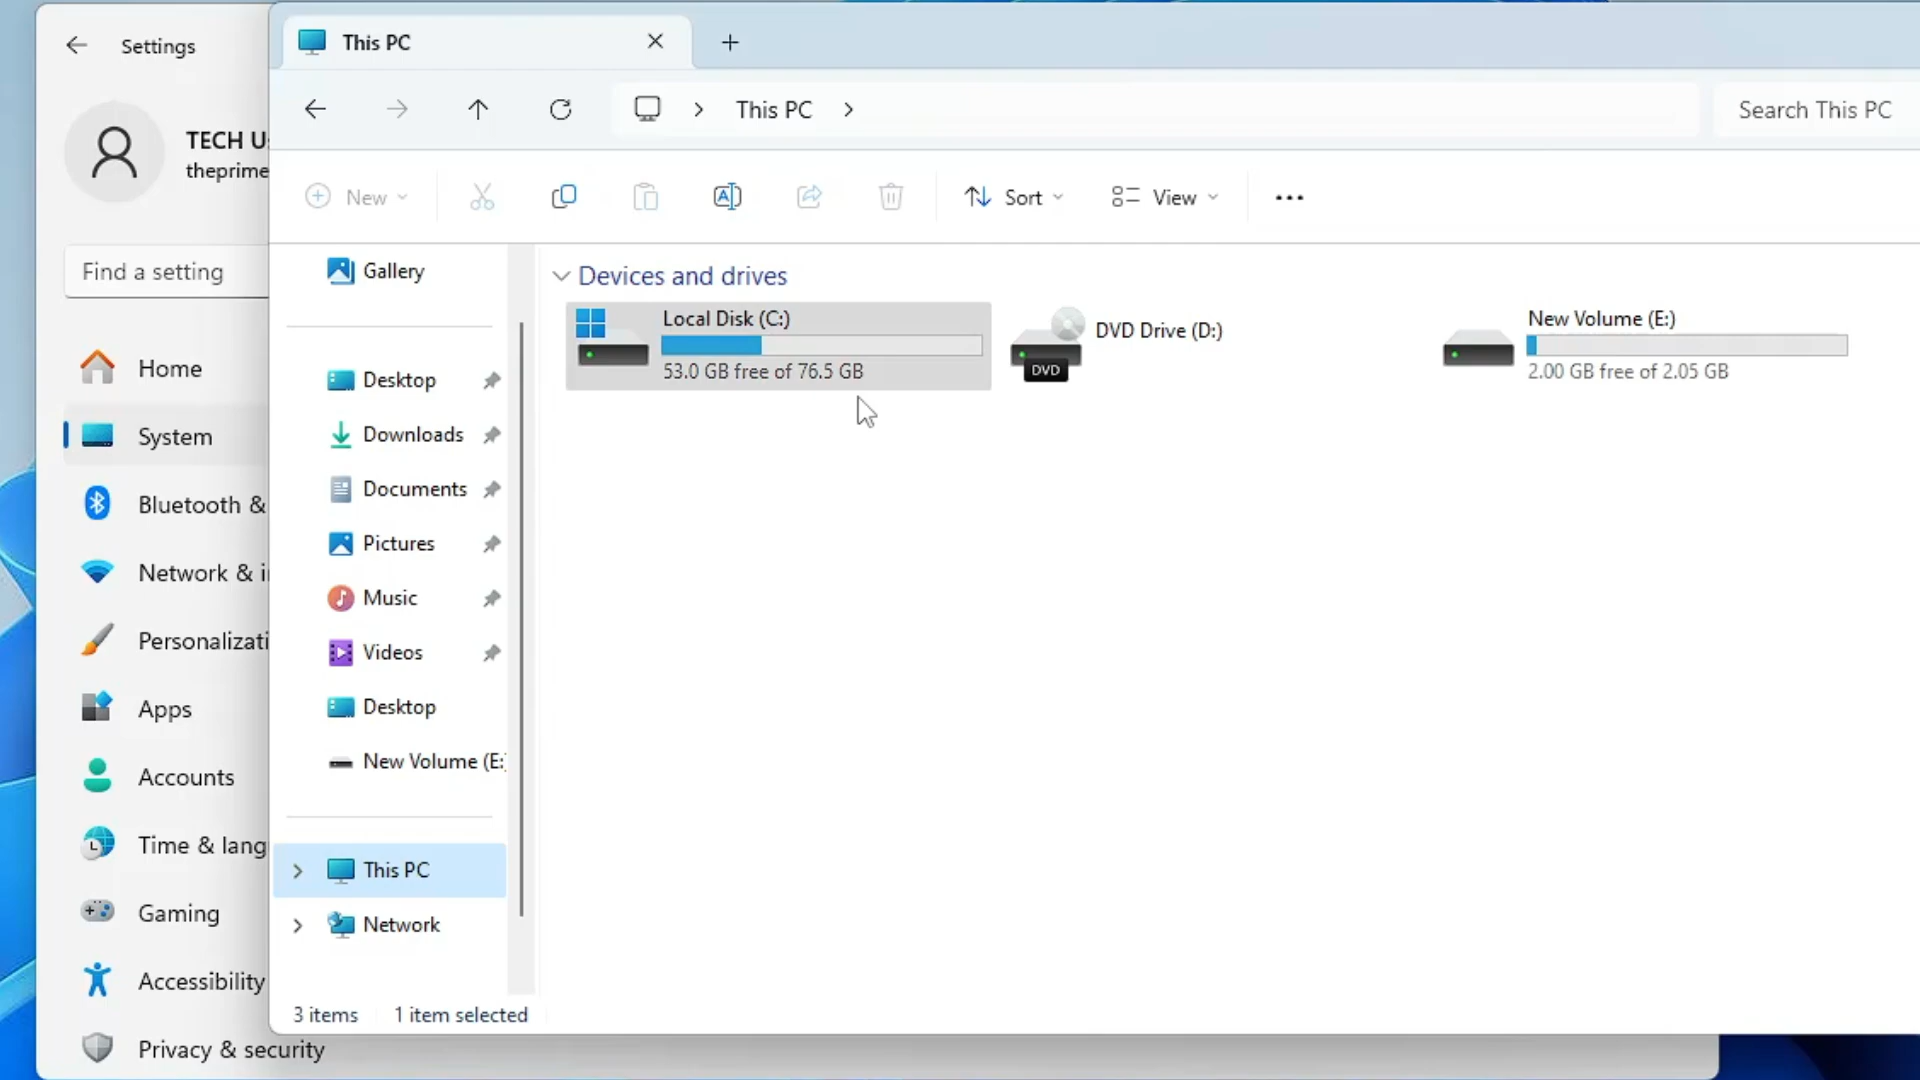 Settings
TECH U
theprime
Find a setting
Home
System
Bluetooth &
Network & i
Personalizati
Apps
Accounts
Time & lang
Gaming
Accessibility
Privacy & security
This PC
This PC
Search This PC
New
Sort
View
Gallery
Desktop
Downloads
Documents
Pictures
Music
Videos
Desktop
New Volume (E:
This PC
Network
Devices and drives
Local Disk (C:)
53.0 GB free of 76.5 GB
DVD
DVD Drive (D:)
New Volume (E:)
2.00 GB free of 2.05 GB
3 items
1 item selected